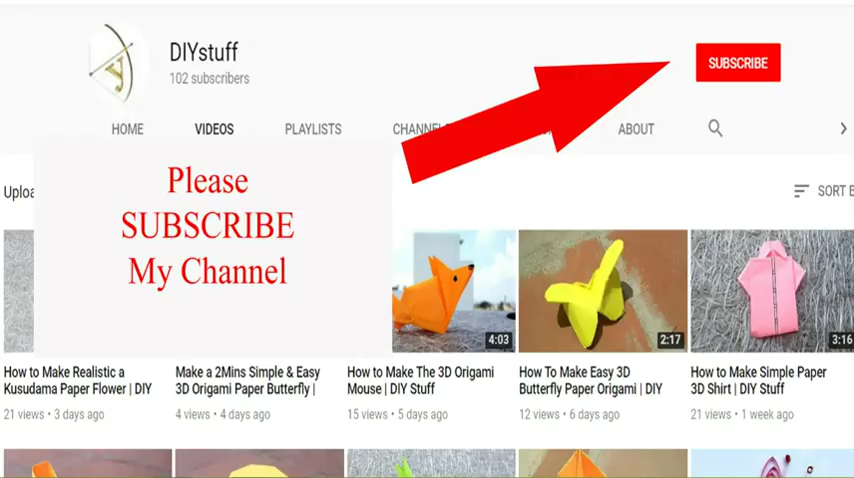 DIYstuff
102 subscribers
SUBSCRIBE
HOME
VIDEOS
PLAYLISTS
CHANNEL
ABOUT
Please
SUBSCRIBE
My Channel
SORT
4:03
2:17
3:16
How to Make Realistic a
Kusudama Paper Flower | DIY
21 views • 3 days ago
Make a 2Mins Simple & Easy
3D Origami Paper Butterfly |
4 views • 4 days ago
How to Make The 3D Origami
Mouse | DIY Stuff
15 views • 5 days ago
How To Make Easy 3D
Butterfly Paper Origami | DIY
12 views • 6 days ago
How to Make Simple Paper
3D Shirt | DIY Stuff
21 views • 1 week ago